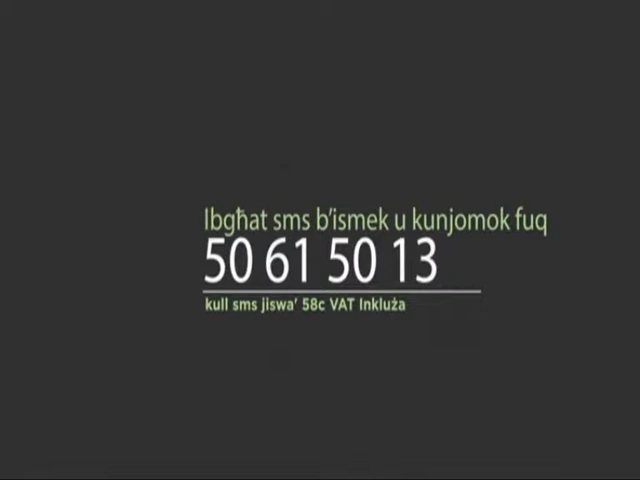 Ibgħat sms b'ismek u kunjomok fuq
50 61 50 13
kull sms jiswa' 58c VAT Inkluża